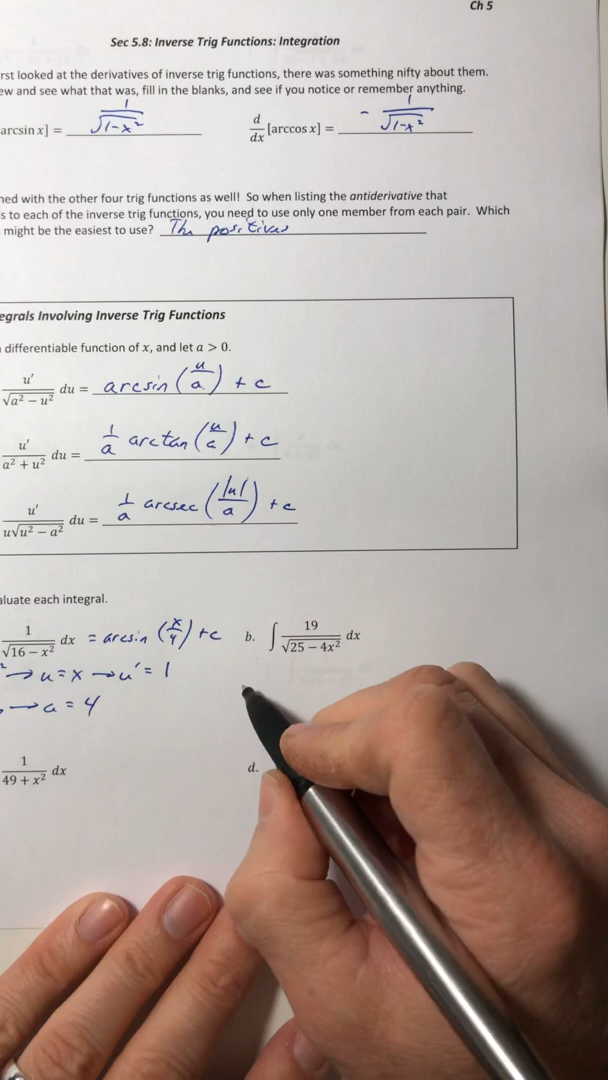 Ch 5
Sec 5.8: Inverse Trig Functions: Integration
rst looked at the derivatives of inverse trig functions, there was something nifty about them.
ew and see what that was, fill in the blanks, and see if you notice or remember anything.
arcsin x] = 1/√(1-x²) d/dx [arccos x] = - 1/√(1-x²)
ned with the other four trig functions as well! So when listing the antiderivative that
s to each of the inverse trig functions, you need to use only one member from each pair. Which
might be the easiest to use? The positives
egrals Involving Inverse Trig Functions
differentiable function of x, and let a > 0.
u'/√(a² − u²) du = arcsin (u/a) + c
u'/(a² + u²) du = 1/a arctan (u/a) + c
u'/(u√(u² − a²)) du = 1/a arcsec (|u|/a) + c
aluate each integral.
1/√(16 − x²) dx = arcsin (x/4) + c b. ∫ 19/√(25 − 4x²) dx
² → u = x → u' = 1
→ a = 4
1/(49 + x²) dx d.